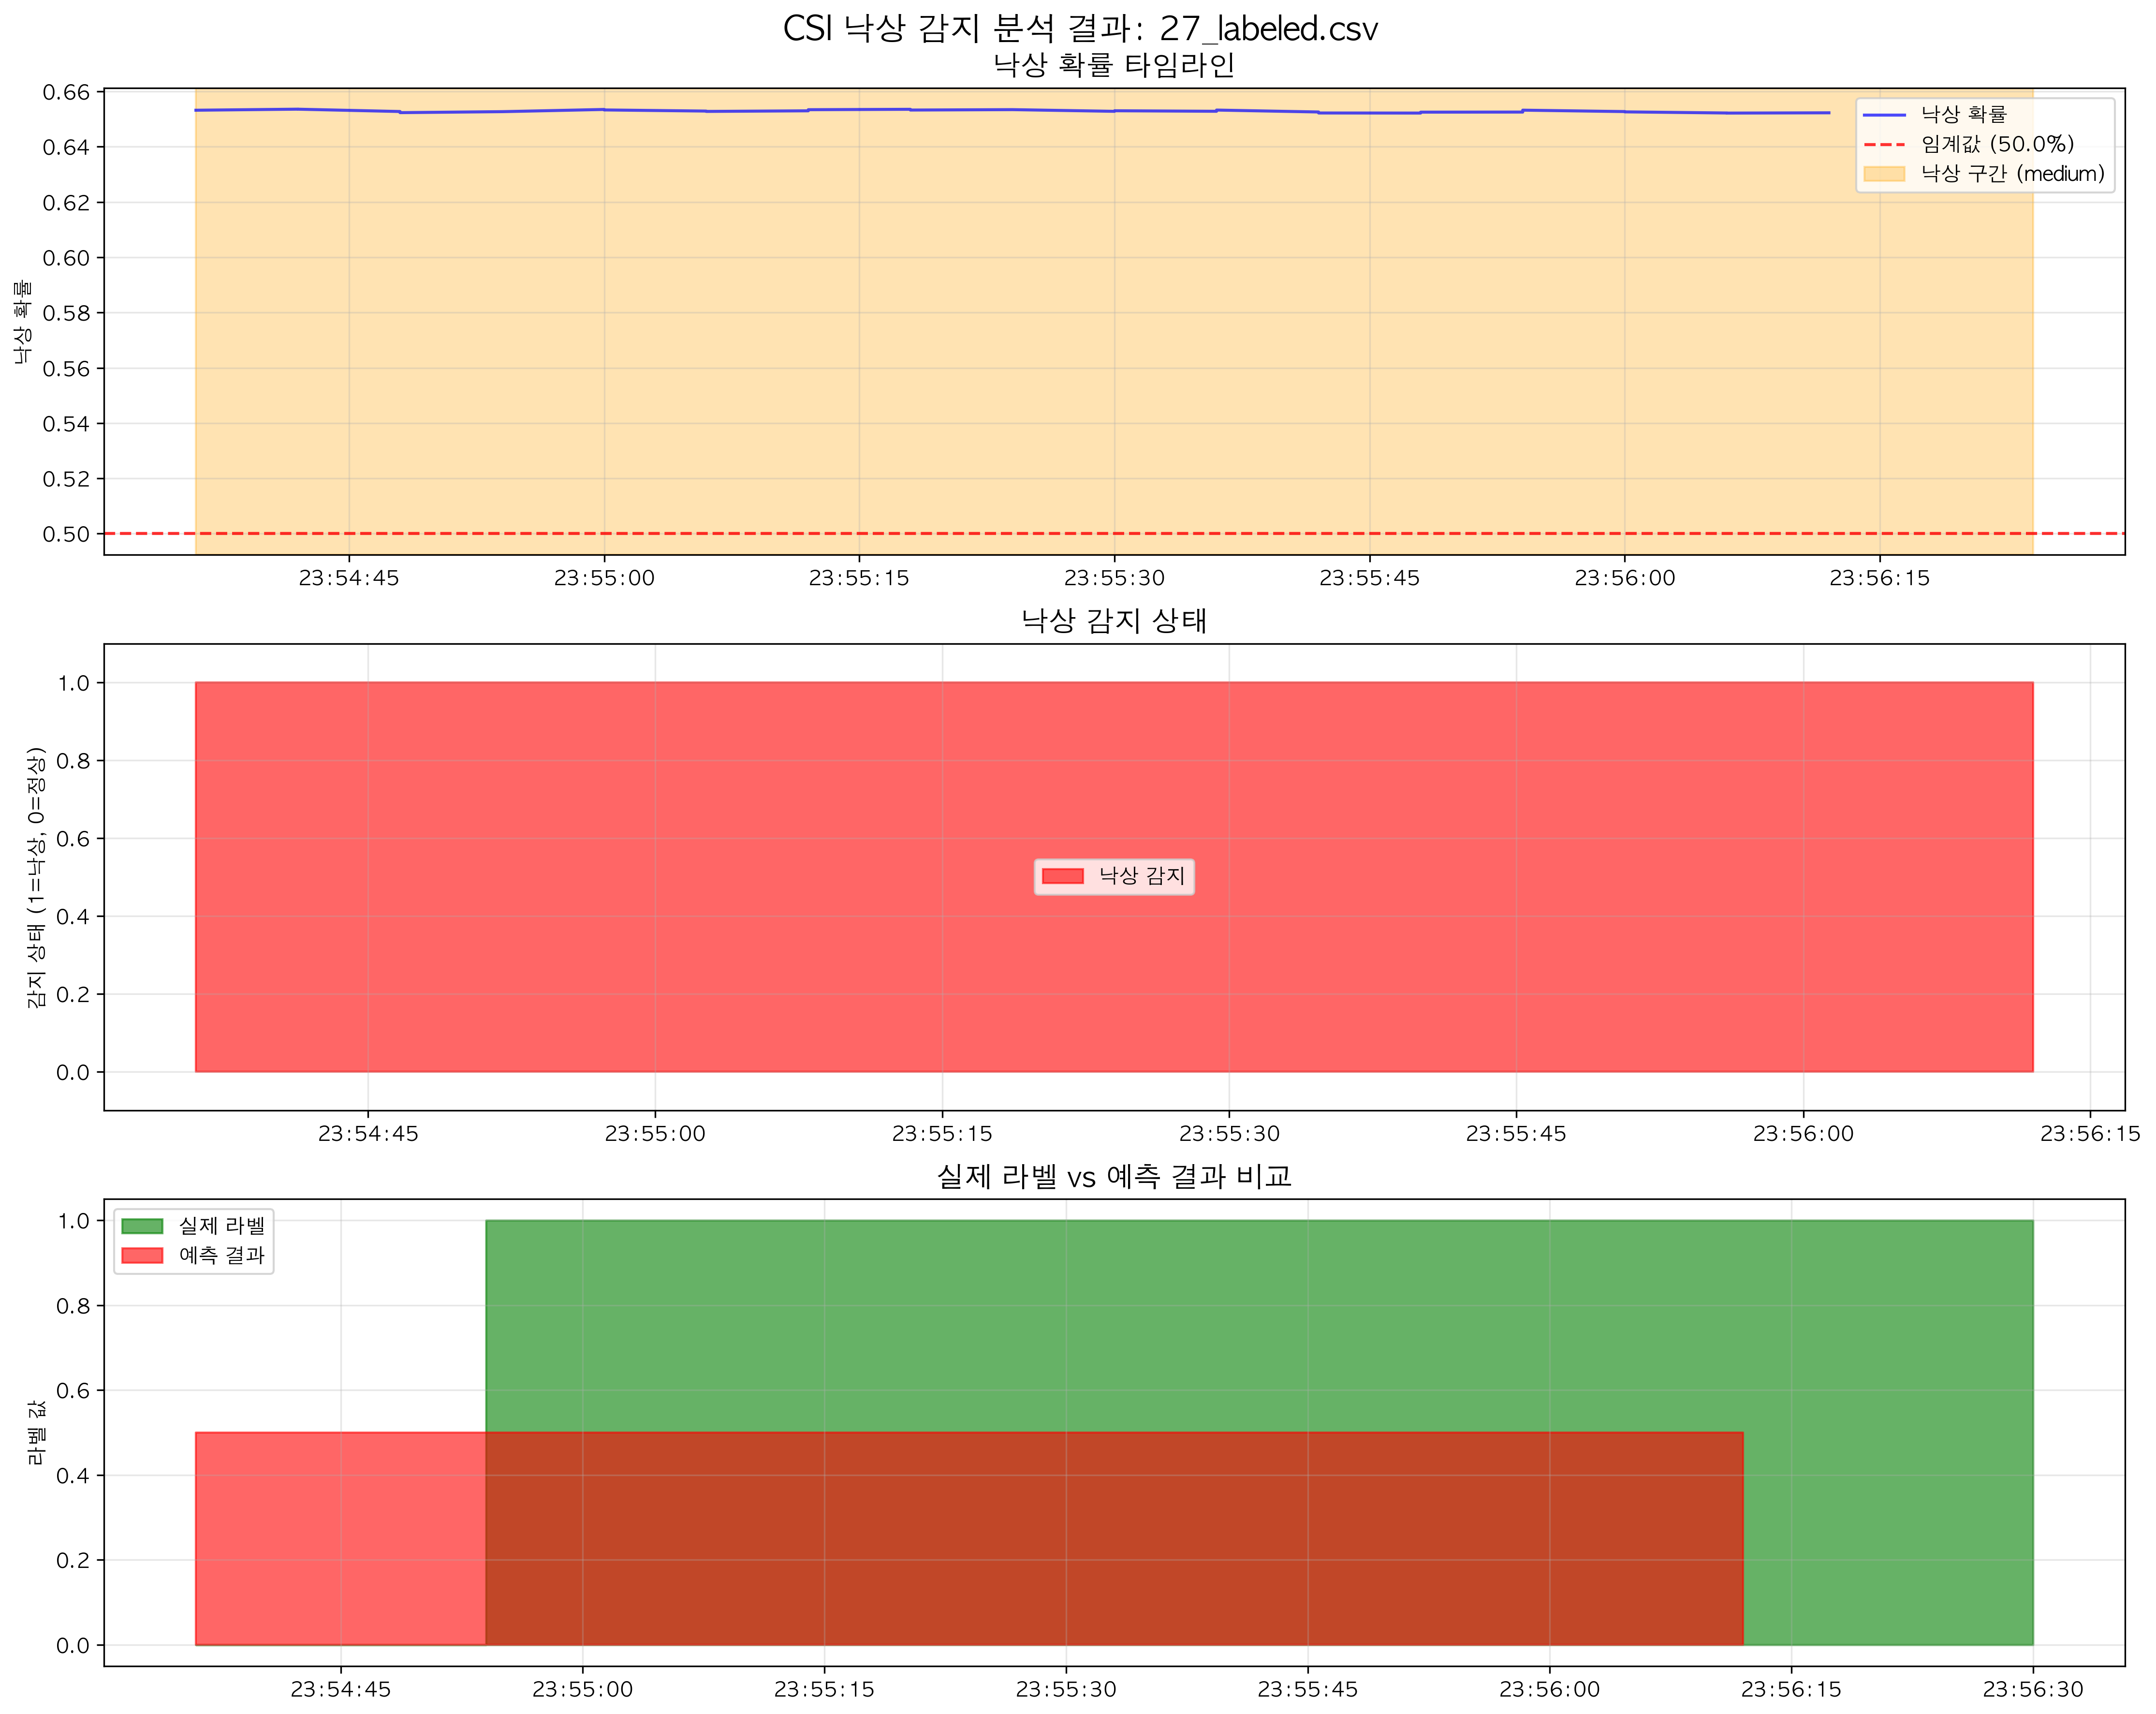 CSI 낙상 감지 분석 결과: 27_labeled.csv
낙상 확률 타임라인
낙상 확률
0.66
0.64
0.62
0.60
0.58
0.56
0.54
0.52
0.50
낙상 확률
임계값 (50.0%)
낙상 구간 (medium)
23:54:45 23:55:00 23:55:15 23:55:30 23:55:45 23:56:00 23:56:15
낙상 감지 상태
감지 상태 (1=낙상, 0=정상)
1.0
0.8
0.6
0.4
0.2
0.0
낙상 감지
23:54:45 23:55:00 23:55:15 23:55:30 23:55:45 23:56:00 23:56:15
실제 라벨 vs 예측 결과 비교
라벨 값
1.0
0.8
0.6
0.4
0.2
0.0
실제 라벨
예측 결과
23:54:45 23:55:00 23:55:15 23:55:30 23:55:45 23:56:00 23:56:15 23:56:30